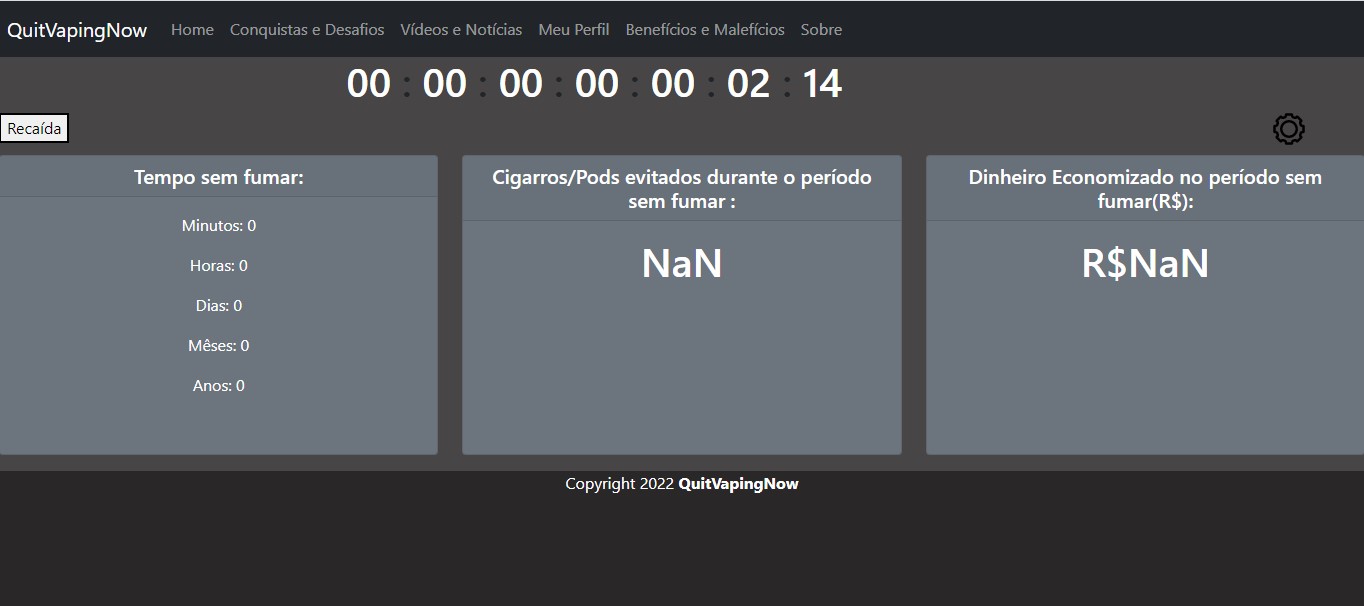 QuitVapingNow Home Conquistas e Desafios Vídeos e Notícias Meu Perfil Benefícios e Malefícios Sobre
00 : 00 : 00 : 00 : 00 : 02 : 14
Recaída
Tempo sem fumar:
Minutos: 0
Horas: 0
Dias: 0
Mêses: 0
Anos: 0
Cigarros/Pods evitados durante o período
sem fumar :
NaN
Dinheiro Economizado no período sem
fumar(R$):
R$NaN
Copyright 2022 QuitVapingNow